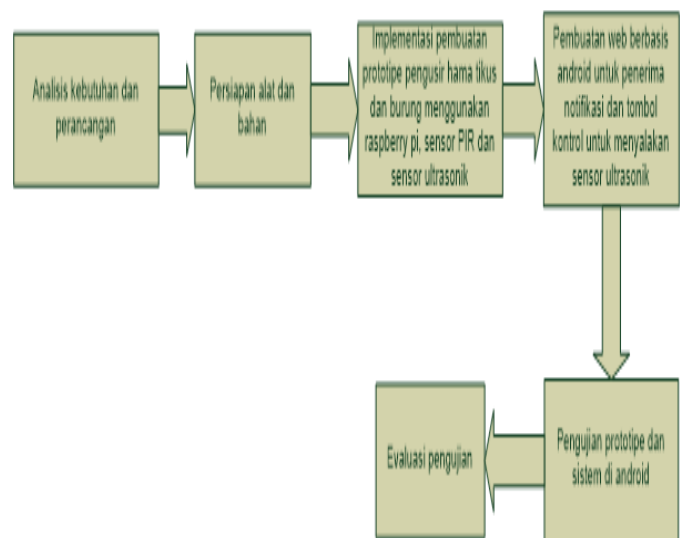 Analisis kebutuhan dan
perancangan
Persiapan alat dan
bahan
Implementasi pembuatan
prototipe pengusir hama tikus
dan burung menggunakan
raspberry pi, sensor PIR dan
sensor ultrasonik
Pembuatan web berbasis
android untuk penerima
notifikasi dan tombol
kontrol untuk menyalakan
sensor ultrasonik
Pengujian prototipe dan
sistem di android
Evaluasi pengujian